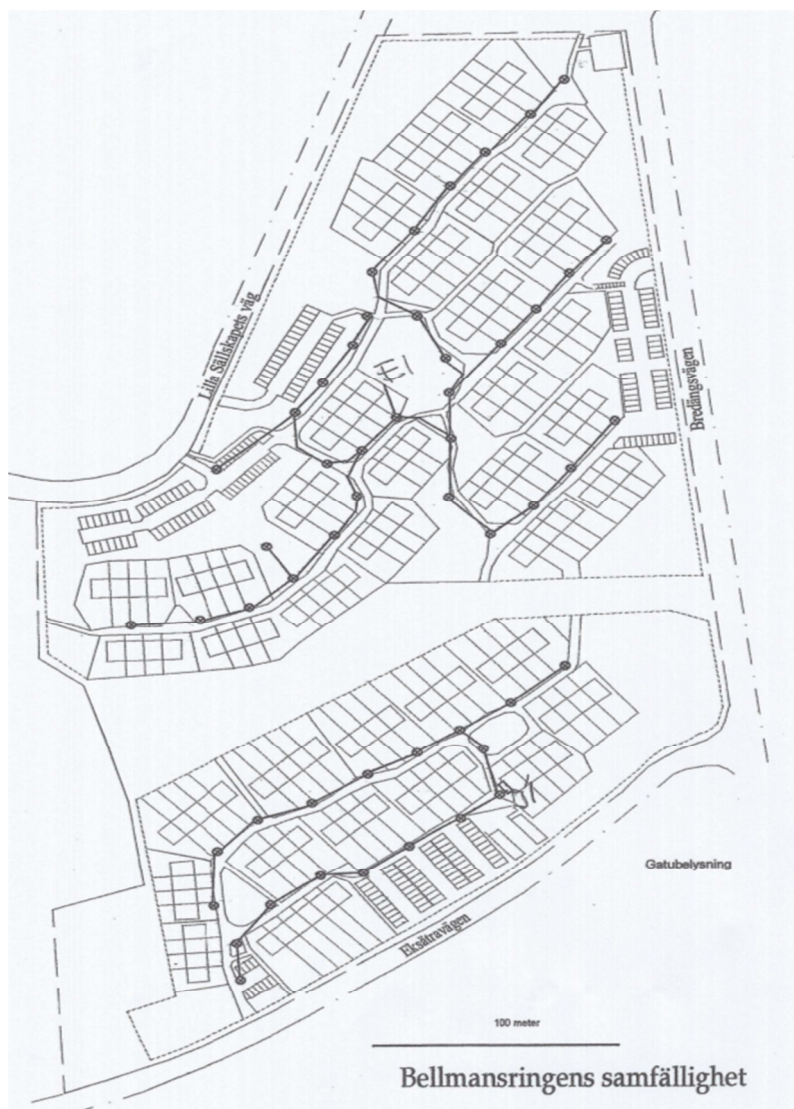 Lilla Sällskapets väg
Bredängsvägen
Gatubelysning
Eksätravägen
100 meter
Bellmansringens samfällighet